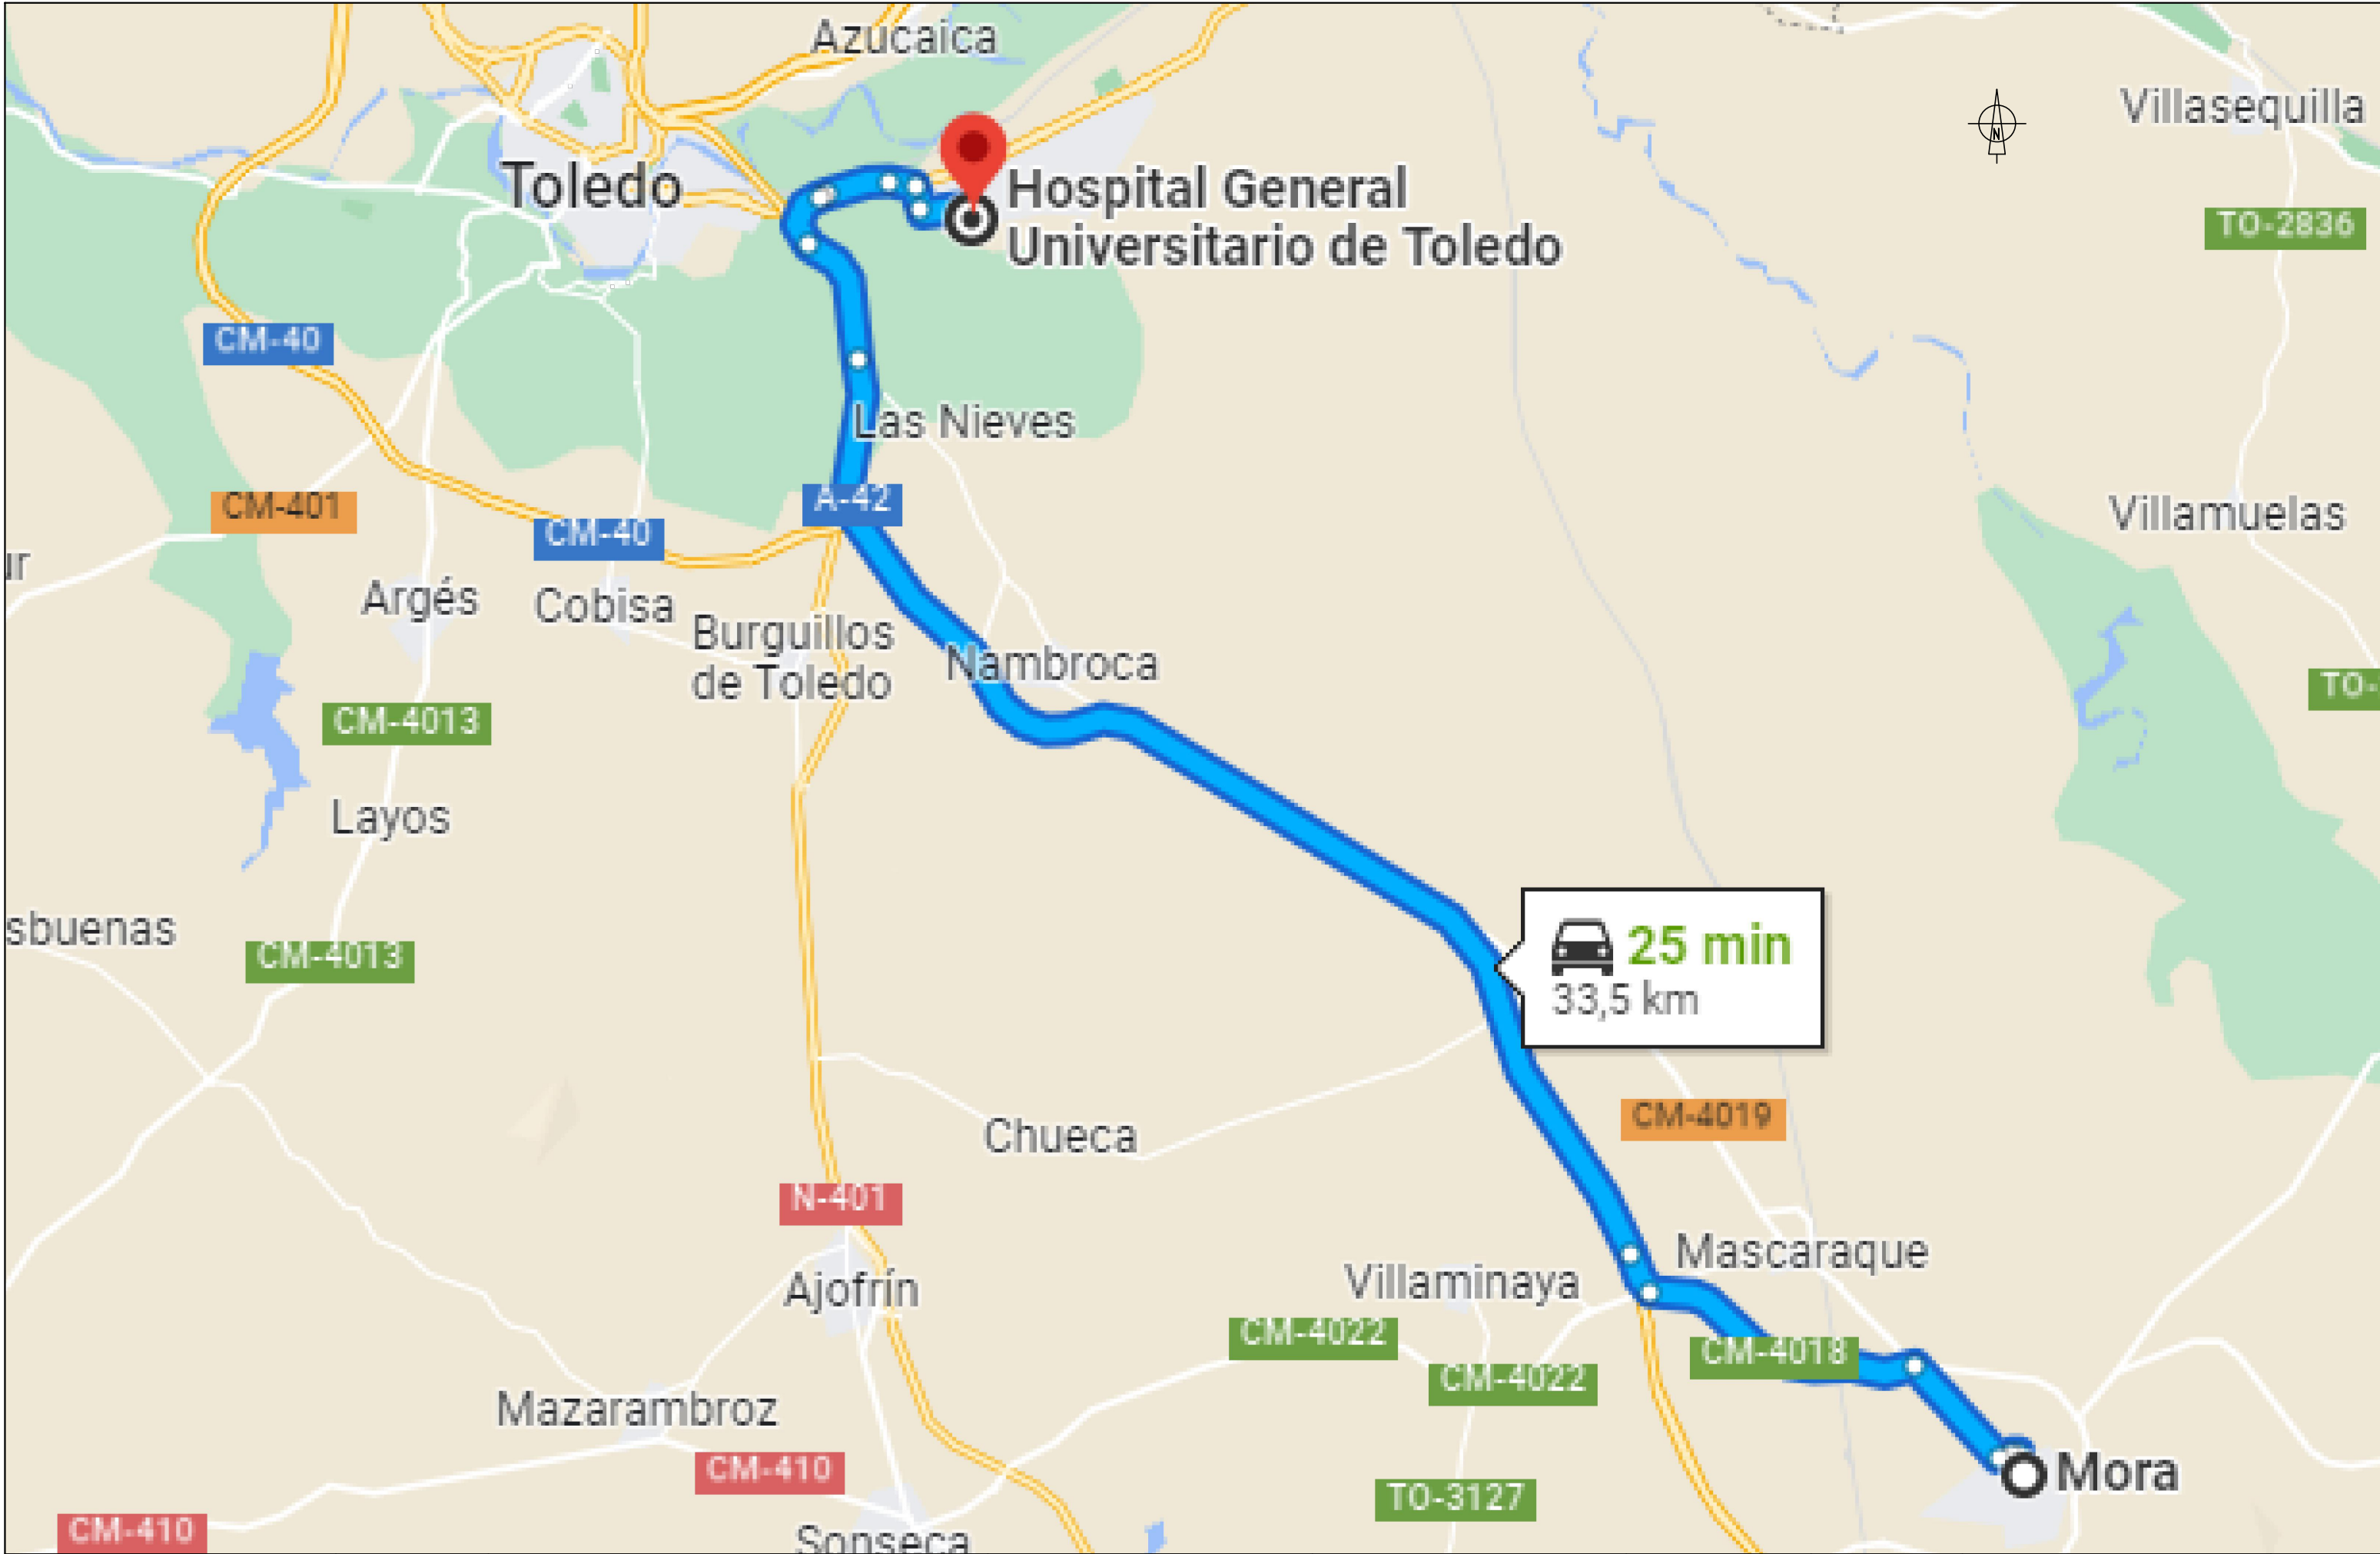 Azucaica
Villasequilla
N
Toledo
Hospital General
Universitario de Toledo
TO-2836
CM-40
Las Nieves
A-42
CM-401
CM-40
Villamuelas
ur
Argés
Cobisa
Burguillos
de Toledo
Nambroca
TO-
CM-4013
Layos
sbuenas
25 min
33,5 km
CM-4013
CM-4019
Chueca
N-401
Mascaraque
Ajofrín
Villaminaya
CM-4022
CM-4018
CM-4022
Mazarambroz
CM-410
Mora
TO-3127
CM-410
Sonseca